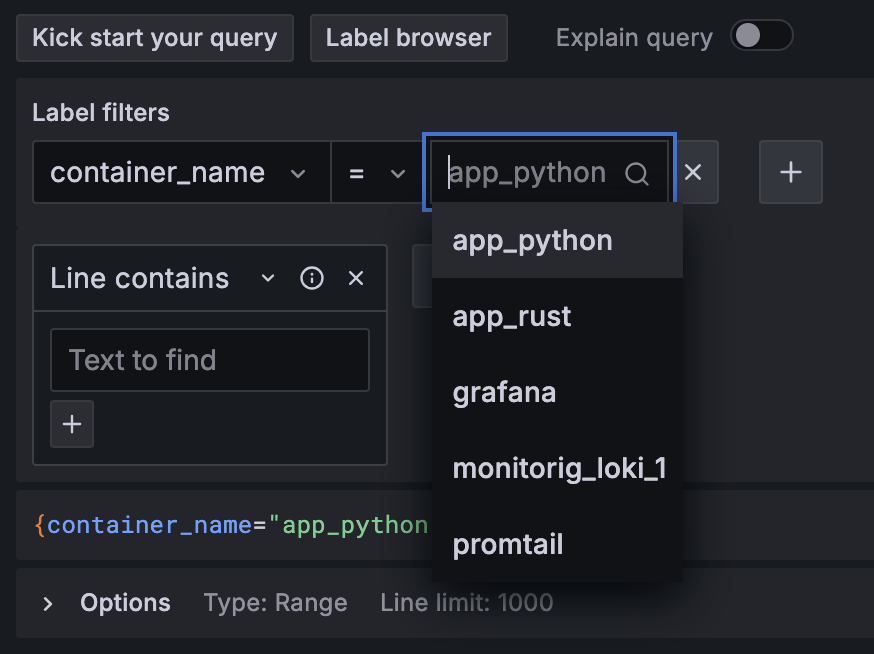 Kick start your query Label browser Explain query
Label filters
container_name = app_python
app_python
app_rust
grafana
monitorig_loki_1
promtail
Line contains
Text to find
{container_name="app_python
Options Type: Range Line limit: 1000